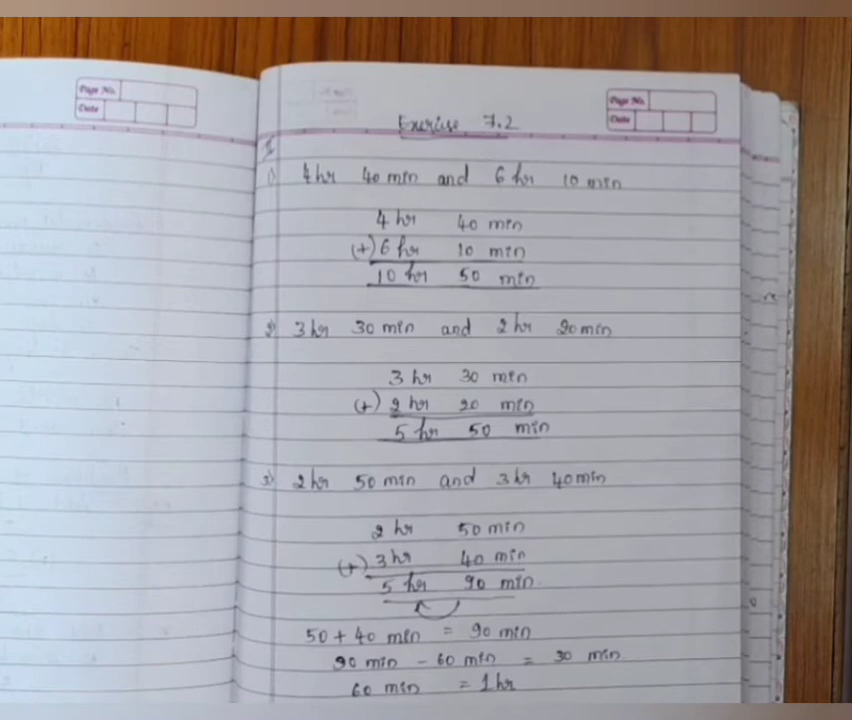 Page No.
Date
Page No.
Date
Exercise 7.2
I
1) 4 hr 40 min and 6 hr 10 min
4 hr 40 min
(+) 6 hr 10 min
10 hr 50 min
2) 3 hr 30 min and 2 hr 20 min
3 hr 30 min
(+) 2 hr 20 min
5 hr 50 min
3) 2 hr 50 min and 3 hr 40 min
2 hr 50 min
(+) 3 hr 40 min
5 hr 90 min
50 + 40 min = 90 min
90 min - 60 min = 30 min
60 min = 1 hr